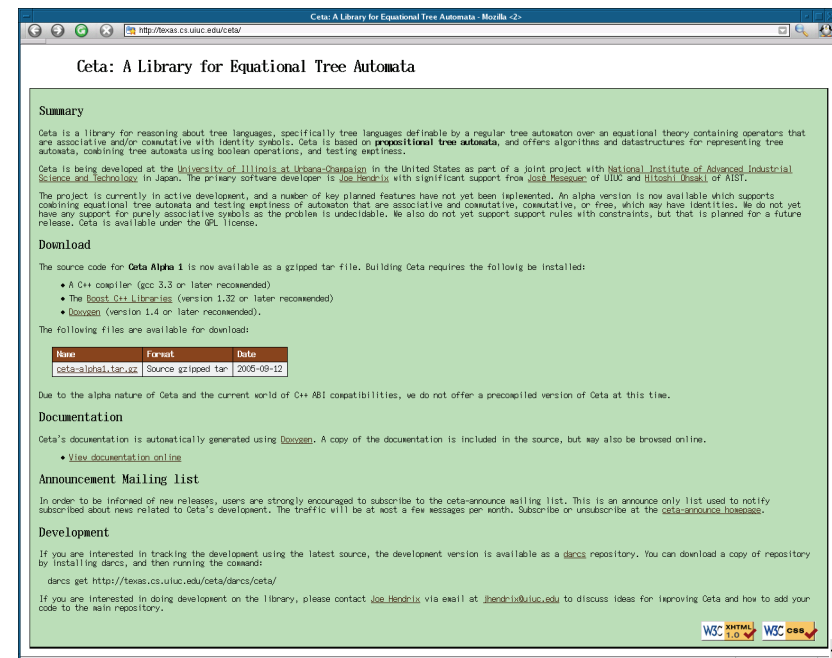 Ceta: A Library for Equational Tree Automata - Mozilla <2>
http://texas.cs.uiuc.edu/ceta/
Ceta: A Library for Equational Tree Automata
Summary
Ceta is a library for reasoning about tree languages, specifically tree languages definable by a regular tree automaton over an equational theory containing operators that
are associative and/or commutative with identity symbols. Ceta is based on propositional tree automata, and offers algorithms and datastructures for representing tree
automata, combining tree automata using boolean operations, and testing emptiness.
Ceta is being developed at the University of Illinois at Urbana-Champaign in the United States as part of a joint project with National Institute of Advanced Industrial
Science and Technology in Japan. The primary software developer is Joe Hendrix with significant support from José Meseguer of UIUC and Hitoshi Ohsaki of AIST.
The project is currently in active development, and a number of key planned features have not yet been implemented. An alpha version is now available which supports
combining equational tree automata and testing emptiness of automaton that are associative and commutative, commutative, or free, which may have identities. We do not yet
have any support for purely associative symbols as the problem is undecidable. We also do not yet support support rules with constraints, but that is planned for a future
release. Ceta is available under the GPL license.
Download
The source code for Ceta Alpha 1 is now available as a gzipped tar file. Building Ceta requires the followig be installed:
◆ A C++ compiler (gcc 3.3 or later recommended)
◆ The Boost C++ Libraries (version 1.32 or later recommended)
◆ Doxygen (version 1.4 or later recommended).
The following files are available for download:
Name Format Date
ceta-alpha1.tar.gz Source gzipped tar 2005-09-12
Due to the alpha nature of Ceta and the current world of C++ ABI compatibilities, we do not offer a precompiled version of Ceta at this time.
Documentation
Ceta's documentation is automatically generated using Doxygen. A copy of the documentation is included in the source, but may also be browsed online.
◆ View documentation online
Announcement Mailing list
In order to be informed of new releases, users are strongly encouraged to subscribe to the ceta-announce mailing list. This is an announce only list used to notify
subscribed about news related to Ceta's development. The traffic will be at most a few messages per month. Subscribe or unsubscribe at the ceta-announce homepage.
Development
If you are interested in tracking the development using the latest source, the development version is available as a darcs repository. You can download a copy of repository
by installing darcs, and then running the command:
darcs get http://texas.cs.uiuc.edu/ceta/darcs/ceta/
If you are interested in doing development on the library, please contact Joe Hendrix via email at jhendrix@uiuc.edu to discuss ideas for improving Ceta and how to add your
code to the main repository.
W3C XHTML 1.0 W3C css